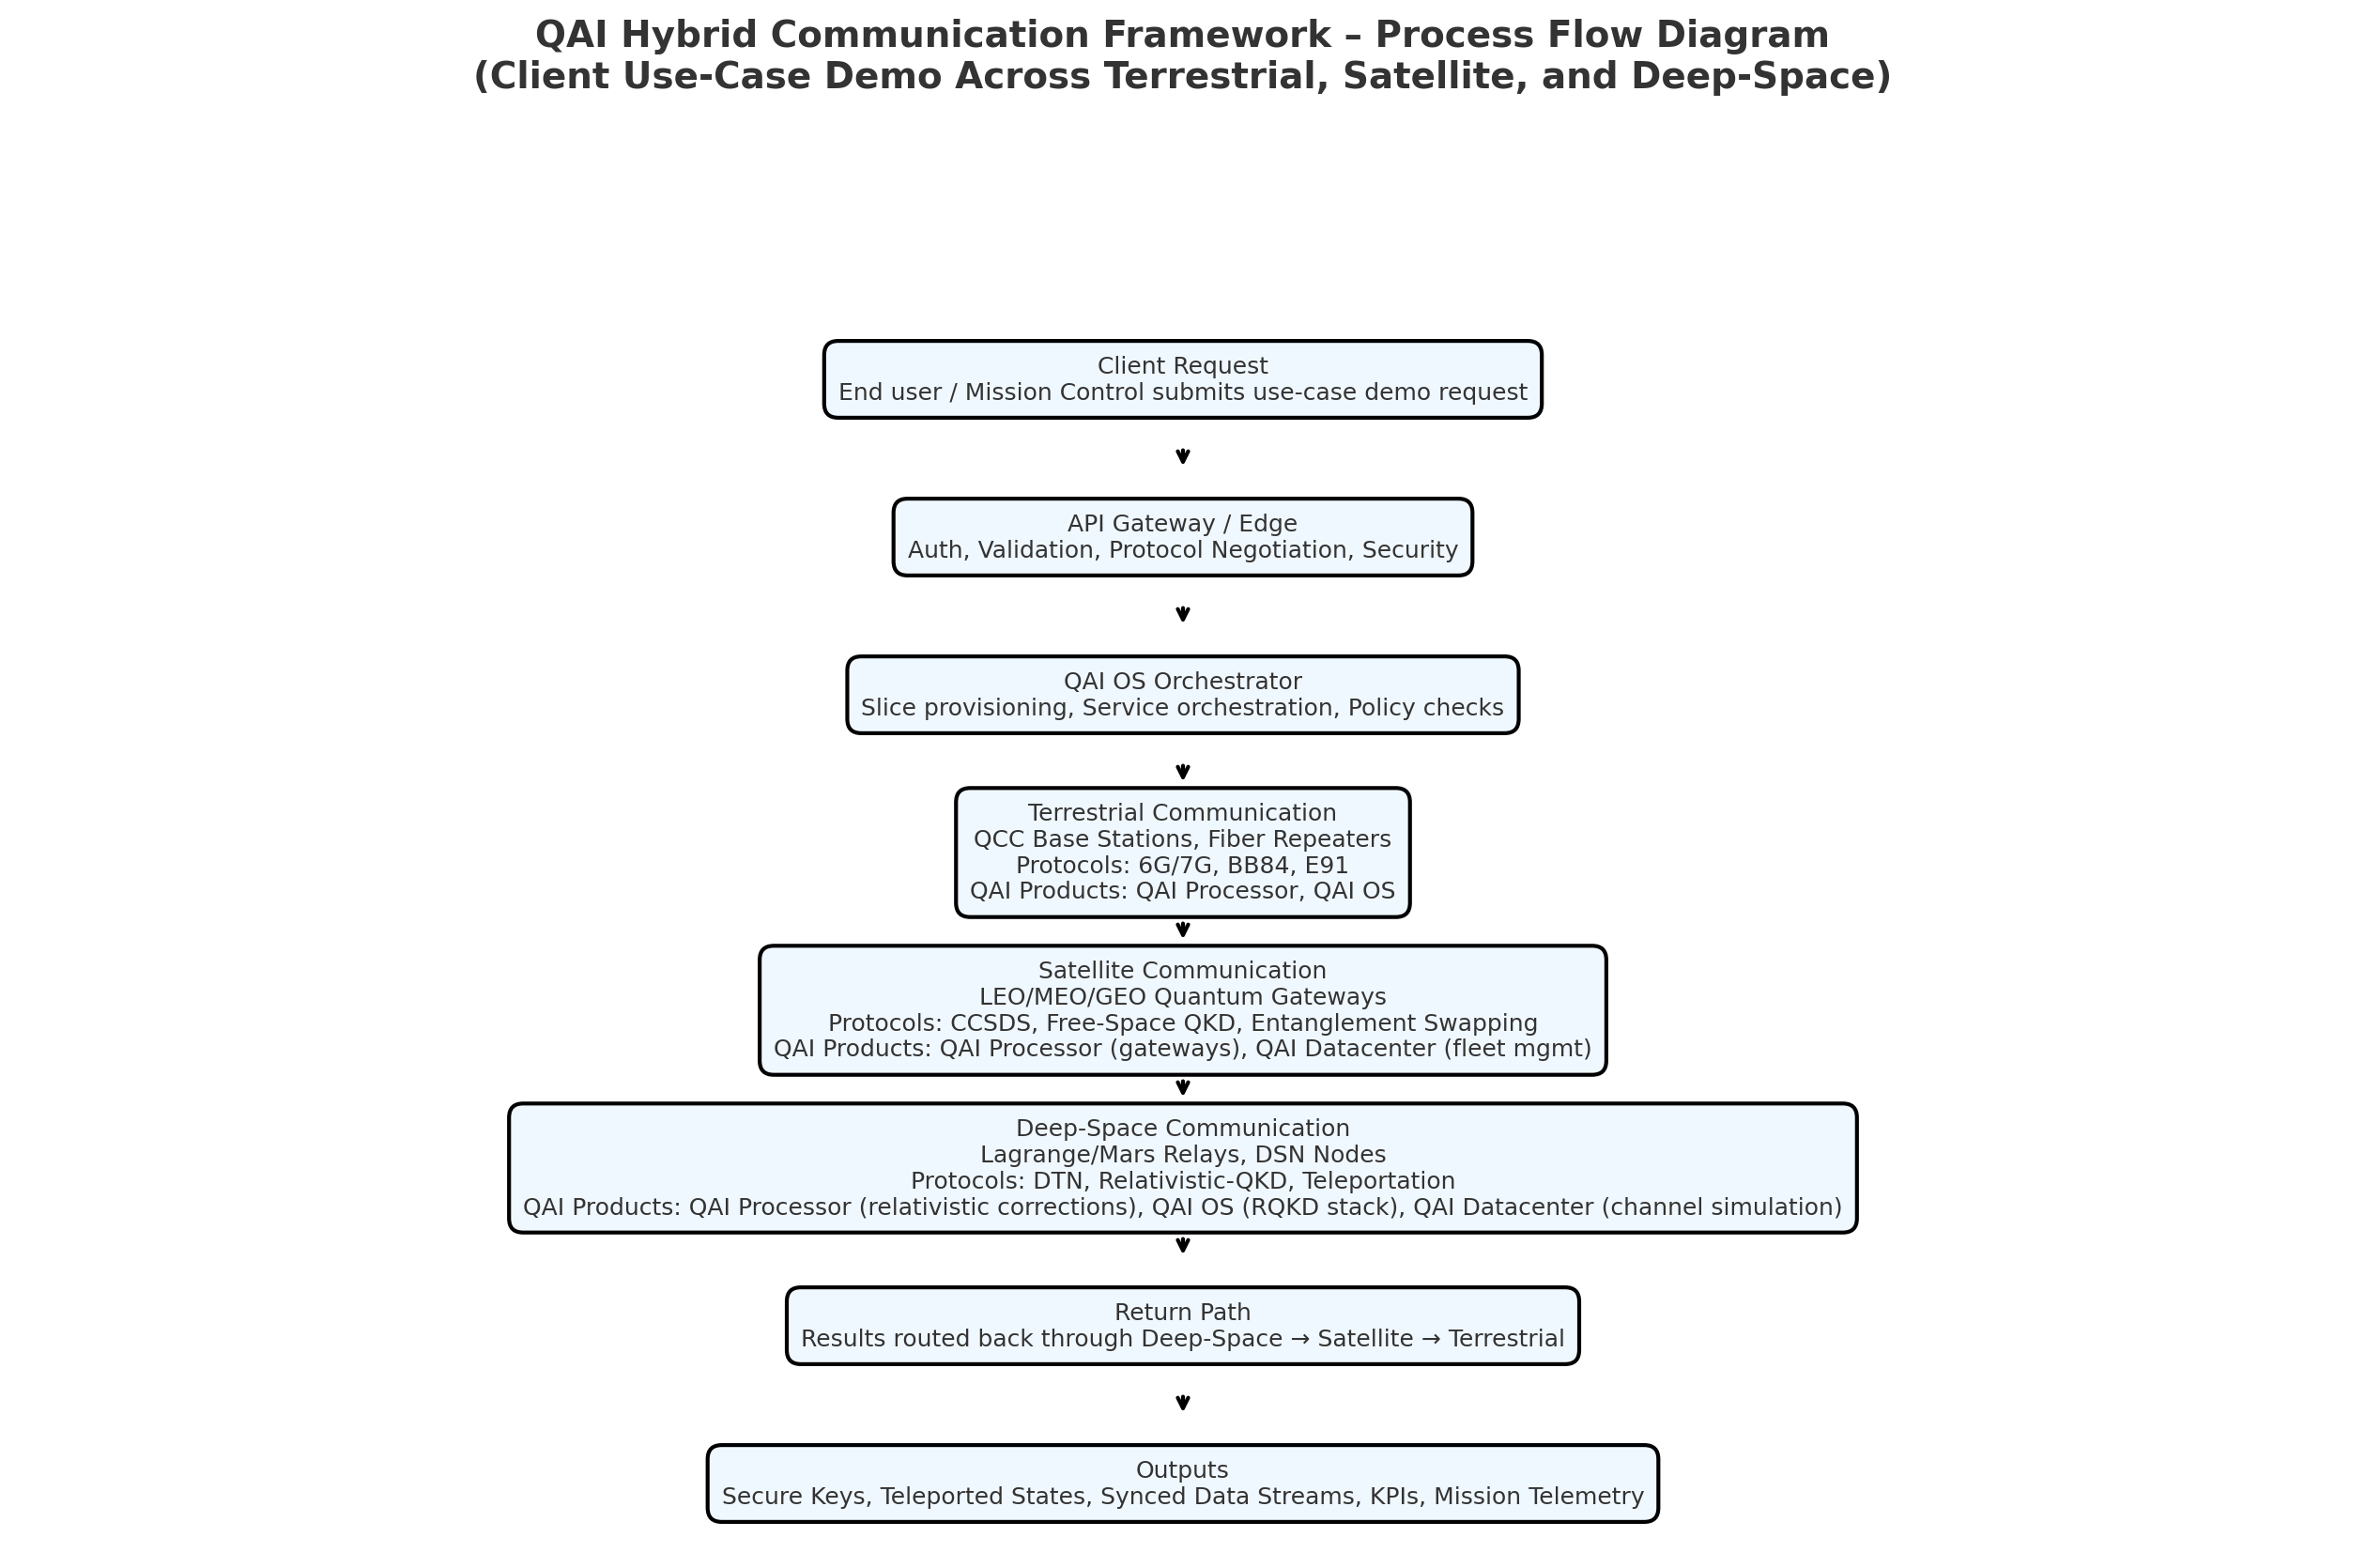 QAI Hybrid Communication Framework – Process Flow Diagram
(Client Use-Case Demo Across Terrestrial, Satellite, and Deep-Space)
Client Request
End user / Mission Control submits use-case demo request
API Gateway / Edge
Auth, Validation, Protocol Negotiation, Security
QAI OS Orchestrator
Slice provisioning, Service orchestration, Policy checks
Terrestrial Communication
QCC Base Stations, Fiber Repeaters
Protocols: 6G/7G, BB84, E91
QAI Products: QAI Processor, QAI OS
Satellite Communication
LEO/MEO/GEO Quantum Gateways
Protocols: CCSDS, Free-Space QKD, Entanglement Swapping
QAI Products: QAI Processor (gateways), QAI Datacenter (fleet mgmt)
Deep-Space Communication
Lagrange/Mars Relays, DSN Nodes
Protocols: DTN, Relativistic-QKD, Teleportation
QAI Products: QAI Processor (relativistic corrections), QAI OS (RQKD stack), QAI Datacenter (channel simulation)
Return Path
Results routed back through Deep-Space → Satellite → Terrestrial
Outputs
Secure Keys, Teleported States, Synced Data Streams, KPIs, Mission Telemetry